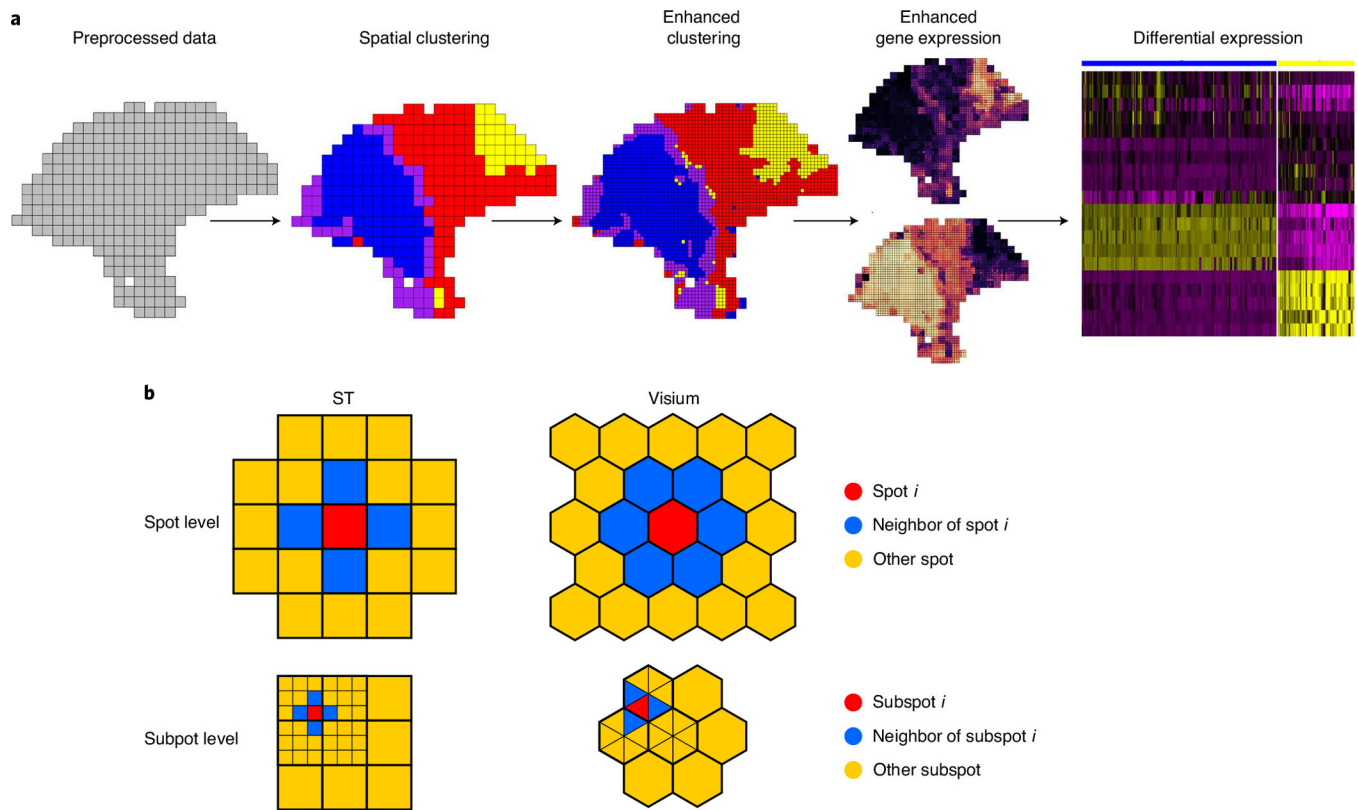 a
Preprocessed data
Spatial clustering
Enhanced
clustering
Enhanced
gene expression
Differential expression
b
ST
Visium
Spot level
Spot i
Neighbor of spot i
Other spot
Subpot level
Subspot i
Neighbor of subspot i
Other subspot